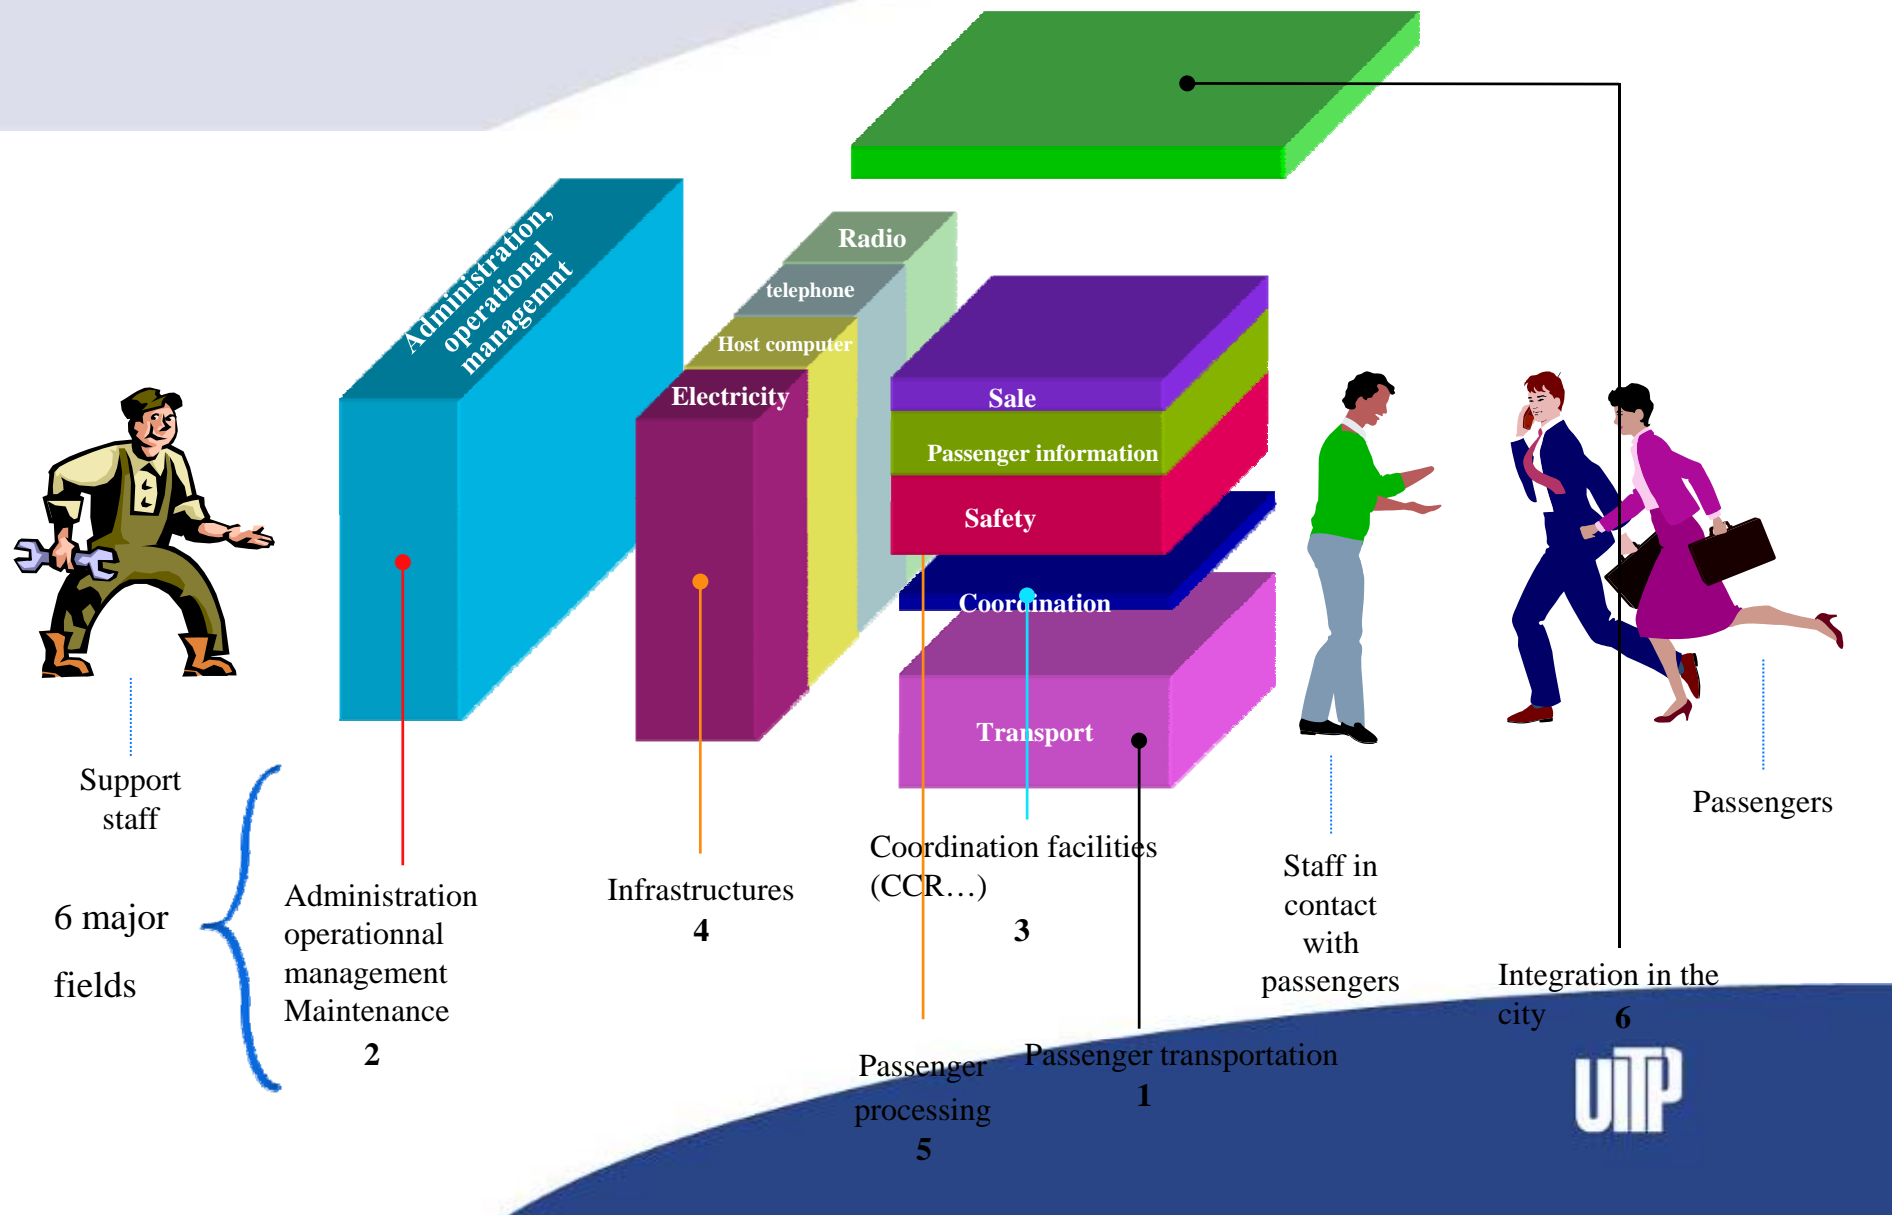 Administration,
operational
managemnt
Radio
telephone
Host computer
Electricity
Sale
Passenger information
Safety
Coordination
Transport
Support
staff
6 major
fields
Administration
operationnal
management
Maintenance
2
Infrastructures
4
Coordination facilities
(CCR…)
3
Passenger
processing
5
Passenger transportation
1
Staff in
contact
with
passengers
Integration in the
city 6
Passengers
UITP